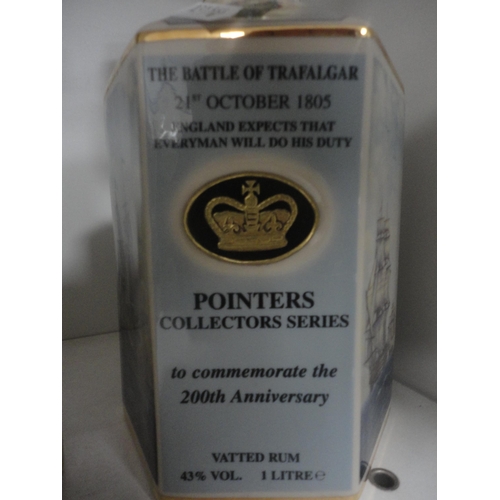 THE BATTLE OF TRAFALGAR
21ST OCTOBER 1805
ENGLAND EXPECTS THAT
EVERYMAN WILL DO HIS DUTY
POINTERS
COLLECTORS SERIES
to commemorate the
200th Anniversary
VATTED RUM
43% VOL. 1 LITRE ℮